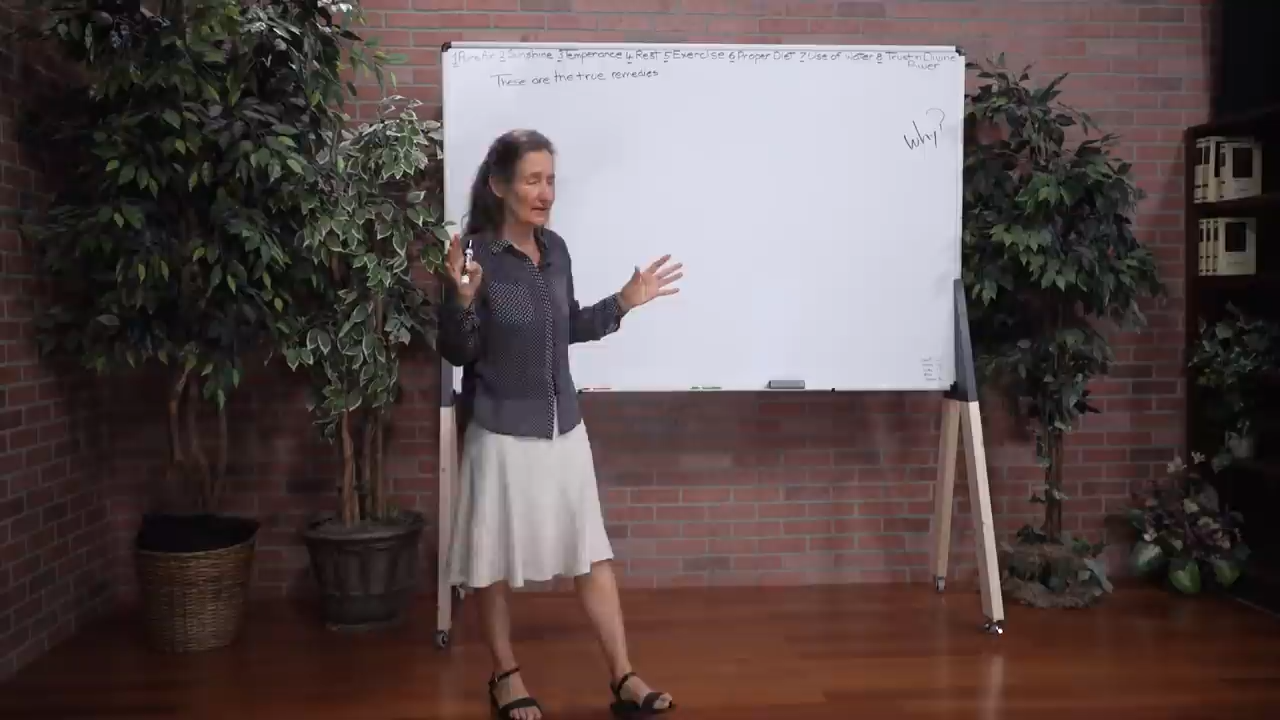 1 Pure Air 2 Sunshine 3 Temperance 4 Rest 5 Exercise 6 Proper Diet 7 Use of water 8 Trust in Divine
Power
These are the true remedies
Why?